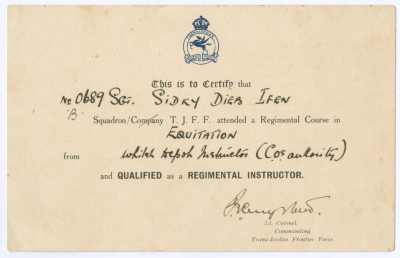 This is to Certify that
No 0689 Sgt. Sidky Dieb Ifen
"B" Squadron/Company T. J. F. F. attended a Regimental Course in
Equitation
from which depot Instructor (C.O's authority)
and QUALIFIED as a REGIMENTAL INSTRUCTOR.
Lt. Colonel,
Commanding
Trans-Jordan Frontier Force.